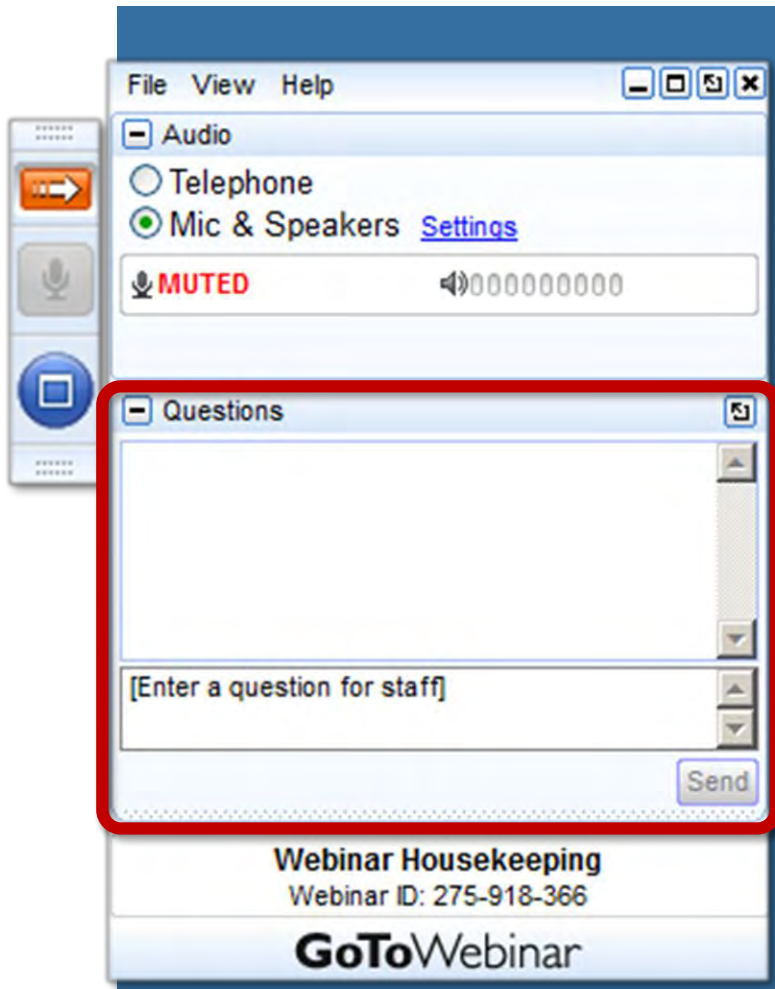 File View Help
Audio
Telephone
Mic & Speakers Settings
MUTED 000000000
Questions
[Enter a question for staff]
Send
Webinar Housekeeping
Webinar ID: 275-918-366
GoToWebinar